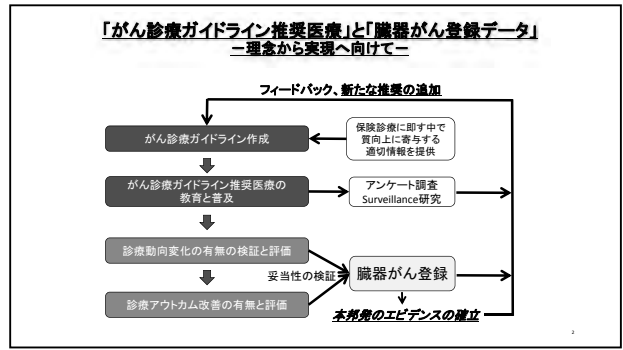 「がん診療ガイドライン推奨医療」と「臓器がん登録データ」
－理念から実現へ向けて－
フィードバック、新たな推奨の追加
がん診療ガイドライン作成
保険診療に即す中で
質向上に寄与する
適切情報を提供
がん診療ガイドライン推奨医療の
教育と普及
アンケート調査
Surveillance研究
診療動向変化の有無の検証と評価
妥当性の検証
臓器がん登録
診療アウトカム改善の有無と評価
本邦発のエビデンスの確立
2